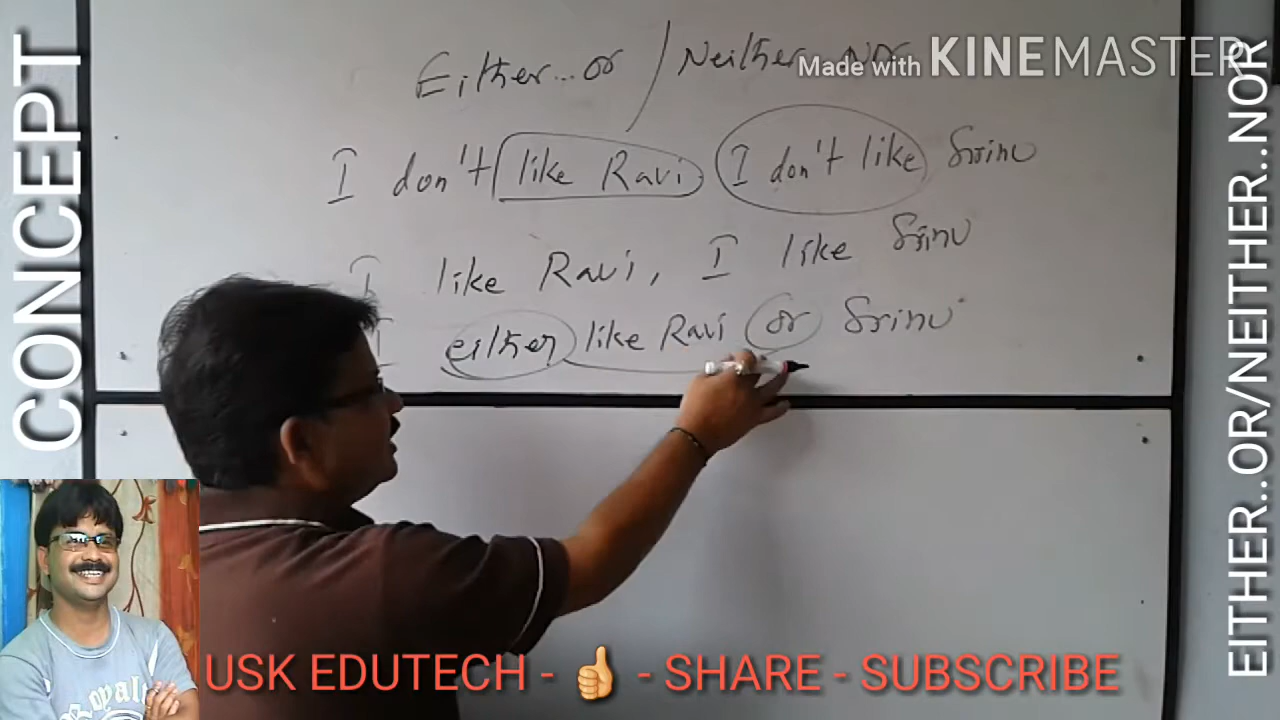 CONCEPT
Either...or / Neither nor
Made with KINEMASTER
I don't like Ravi I don't like Srinu
I like Ravi, I like Srinu
I either like Ravi or Srinu
EITHER..OR/NEITHER..NOR
USK EDUTECH - 👍 - SHARE - SUBSCRIBE